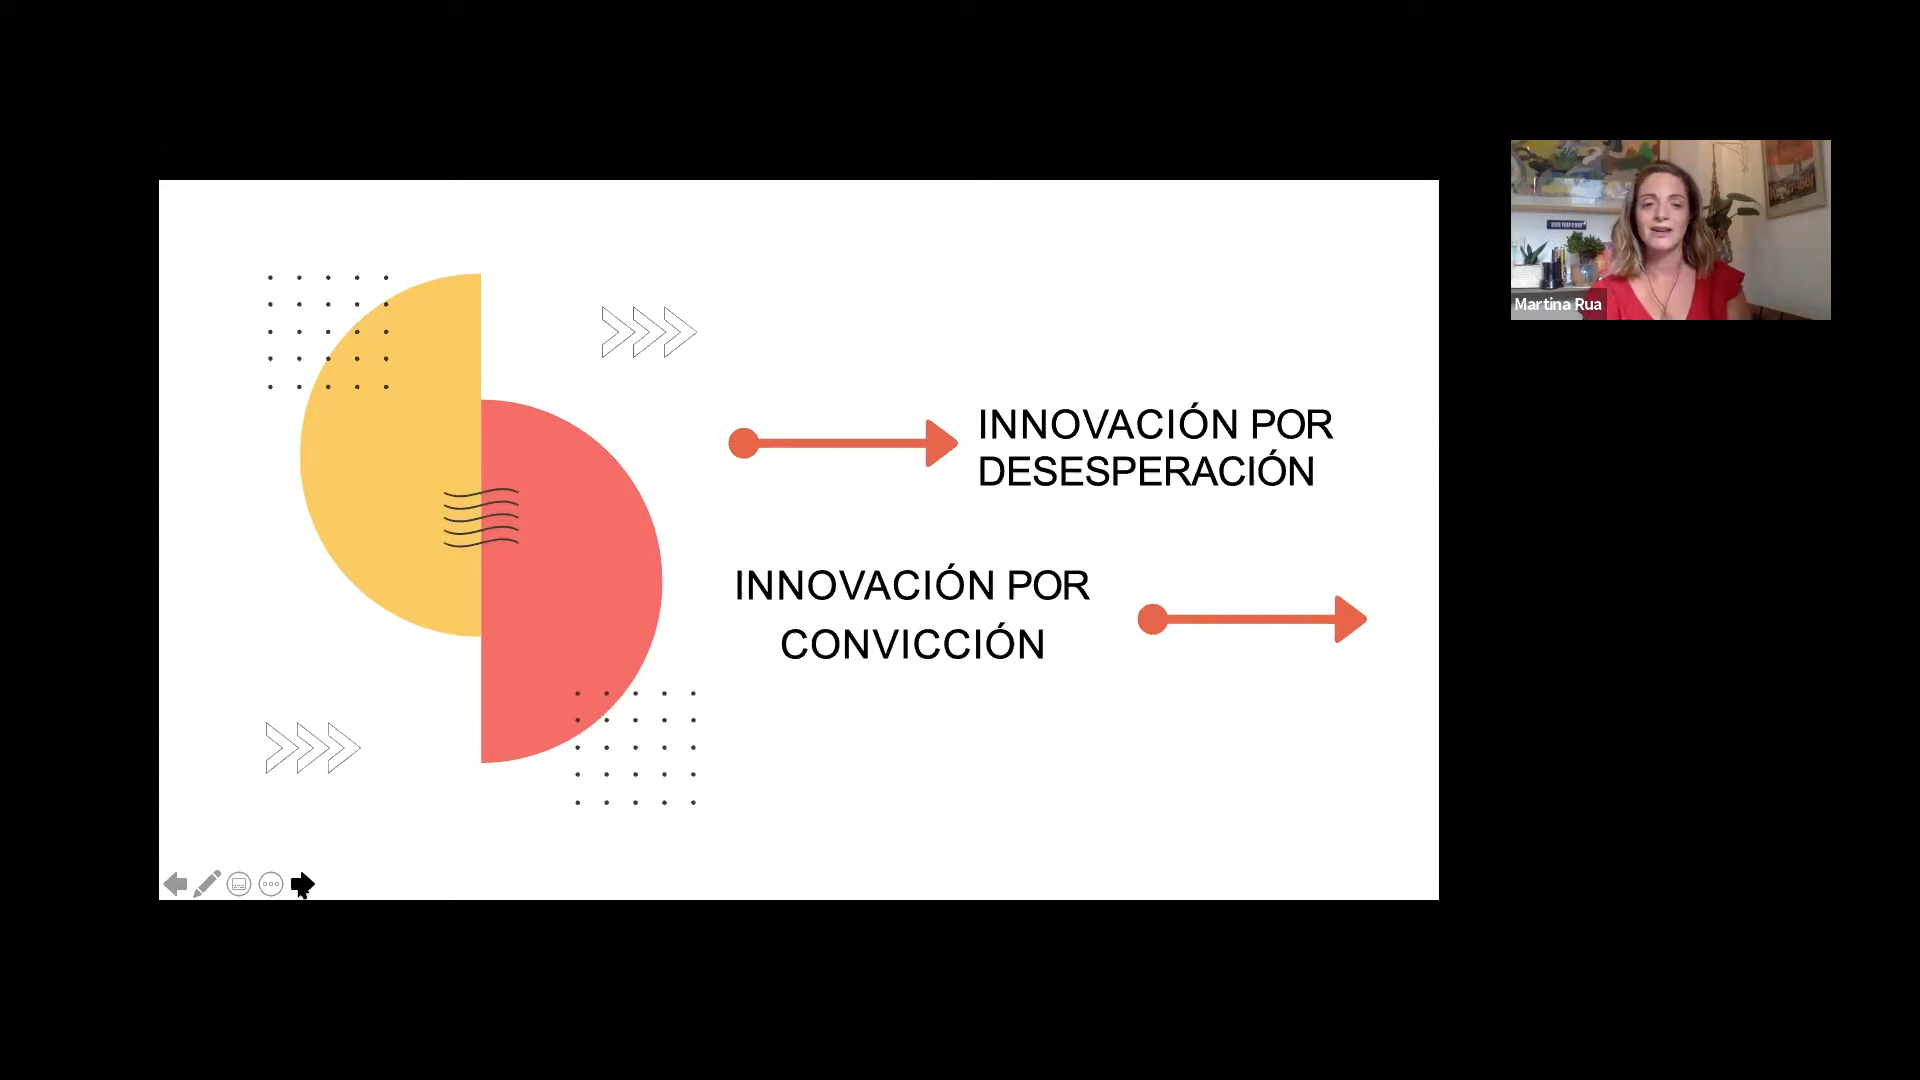 INNOVACIÓN POR
DESESPERACIÓN
INNOVACIÓN POR
CONVICCIÓN
Martina Rua